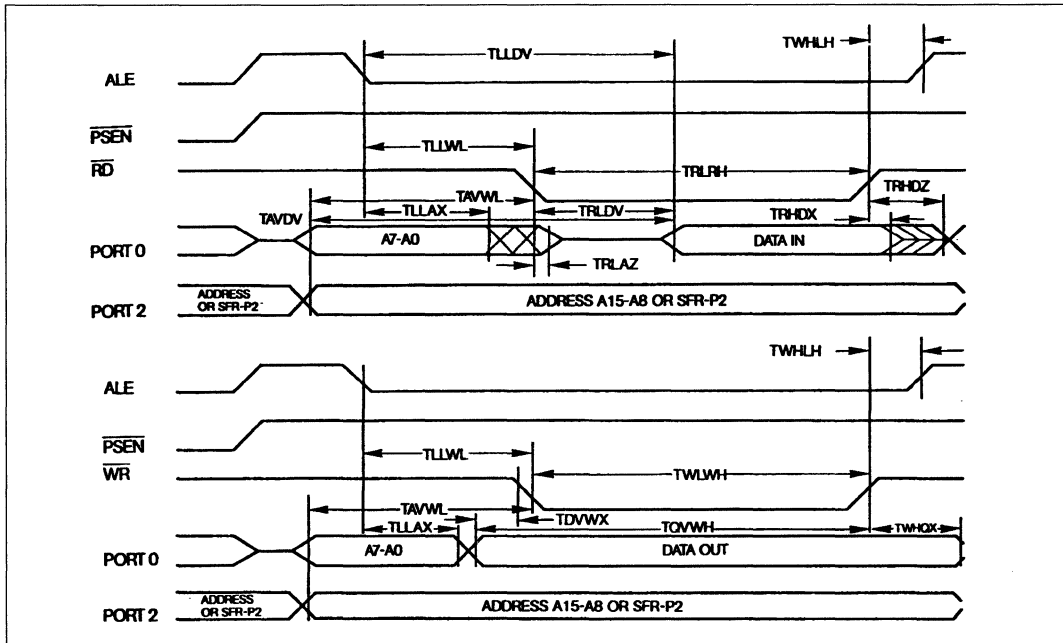 TWHLH
TLLDV
ALE
PSEN
TLLWL
RD
TRLRH
TAVWL
TRHDZ
TAVDV
TLLAX
TRLDV
TRHDX
PORT 0
A7-A0
DATA IN
TRLAZ
ADDRESS
OR SFR-P2
ADDRESS A15-A8 OR SFR-P2
PORT 2
TWHLH
ALE
PSEN
TLLWL
WR
TWLWH
TAVWL
TDVWX
TLLAX
TQVWH
TWHQX
PORT 0
A7-A0
DATA OUT
ADDRESS
OR SFR-P2
ADDRESS A15-A8 OR SFR-P2
PORT 2